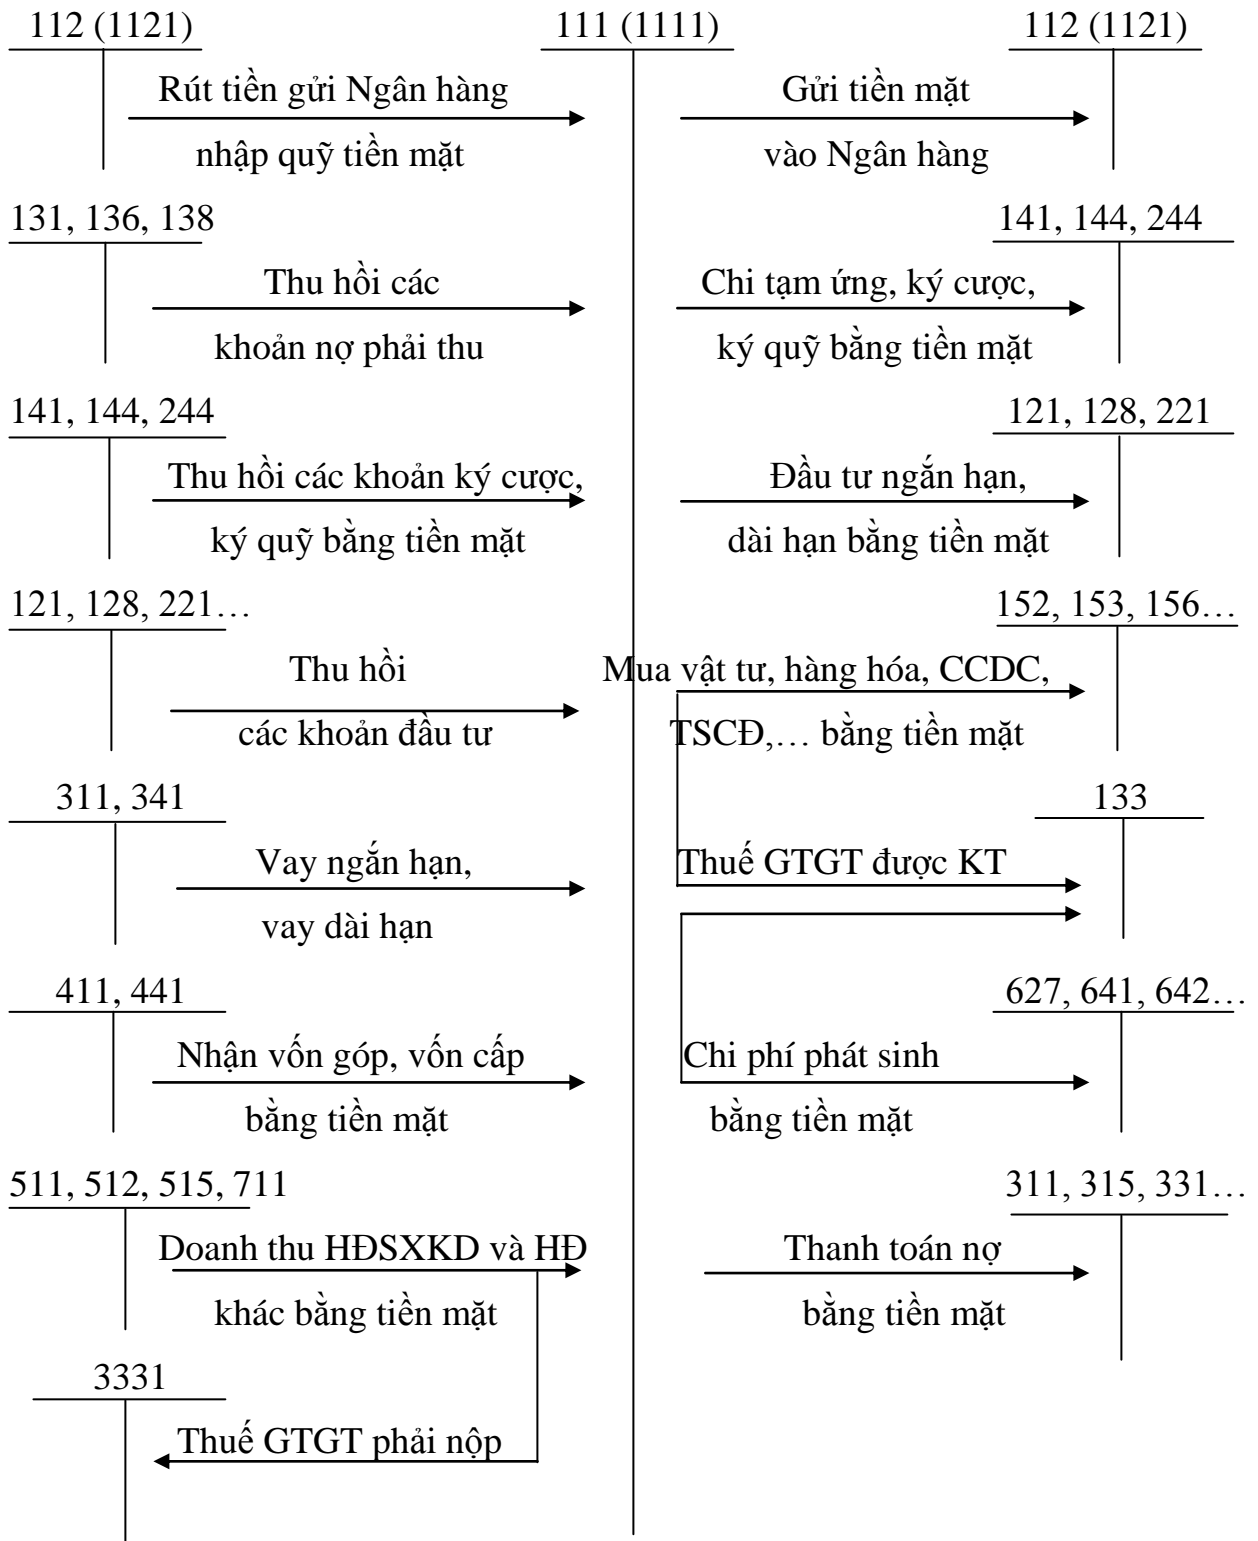 112 (1121)
111 (1111)
112 (1121)
Rút tiền gửi Ngân hàng
nhập quỹ tiền mặt
Gửi tiền mặt
vào Ngân hàng
131, 136, 138
141, 144, 244
Thu hồi các
khoản nợ phải thu
Chi tạm ứng, ký cược,
ký quỹ bằng tiền mặt
141, 144, 244
121, 128, 221
Thu hồi các khoản ký cược,
ký quỹ bằng tiền mặt
Đầu tư ngắn hạn,
dài hạn bằng tiền mặt
121, 128, 221…
152, 153, 156…
Thu hồi
các khoản đầu tư
Mua vật tư, hàng hóa, CCDC,
TSCĐ,… bằng tiền mặt
311, 341
133
Vay ngắn hạn,
vay dài hạn
Thuế GTGT được KT
411, 441
627, 641, 642…
Nhận vốn góp, vốn cấp
bằng tiền mặt
Chi phí phát sinh
bằng tiền mặt
511, 512, 515, 711
311, 315, 331…
Doanh thu HĐSXKD và HĐ
khác bằng tiền mặt
Thanh toán nợ
bằng tiền mặt
3331
Thuế GTGT phải nộp